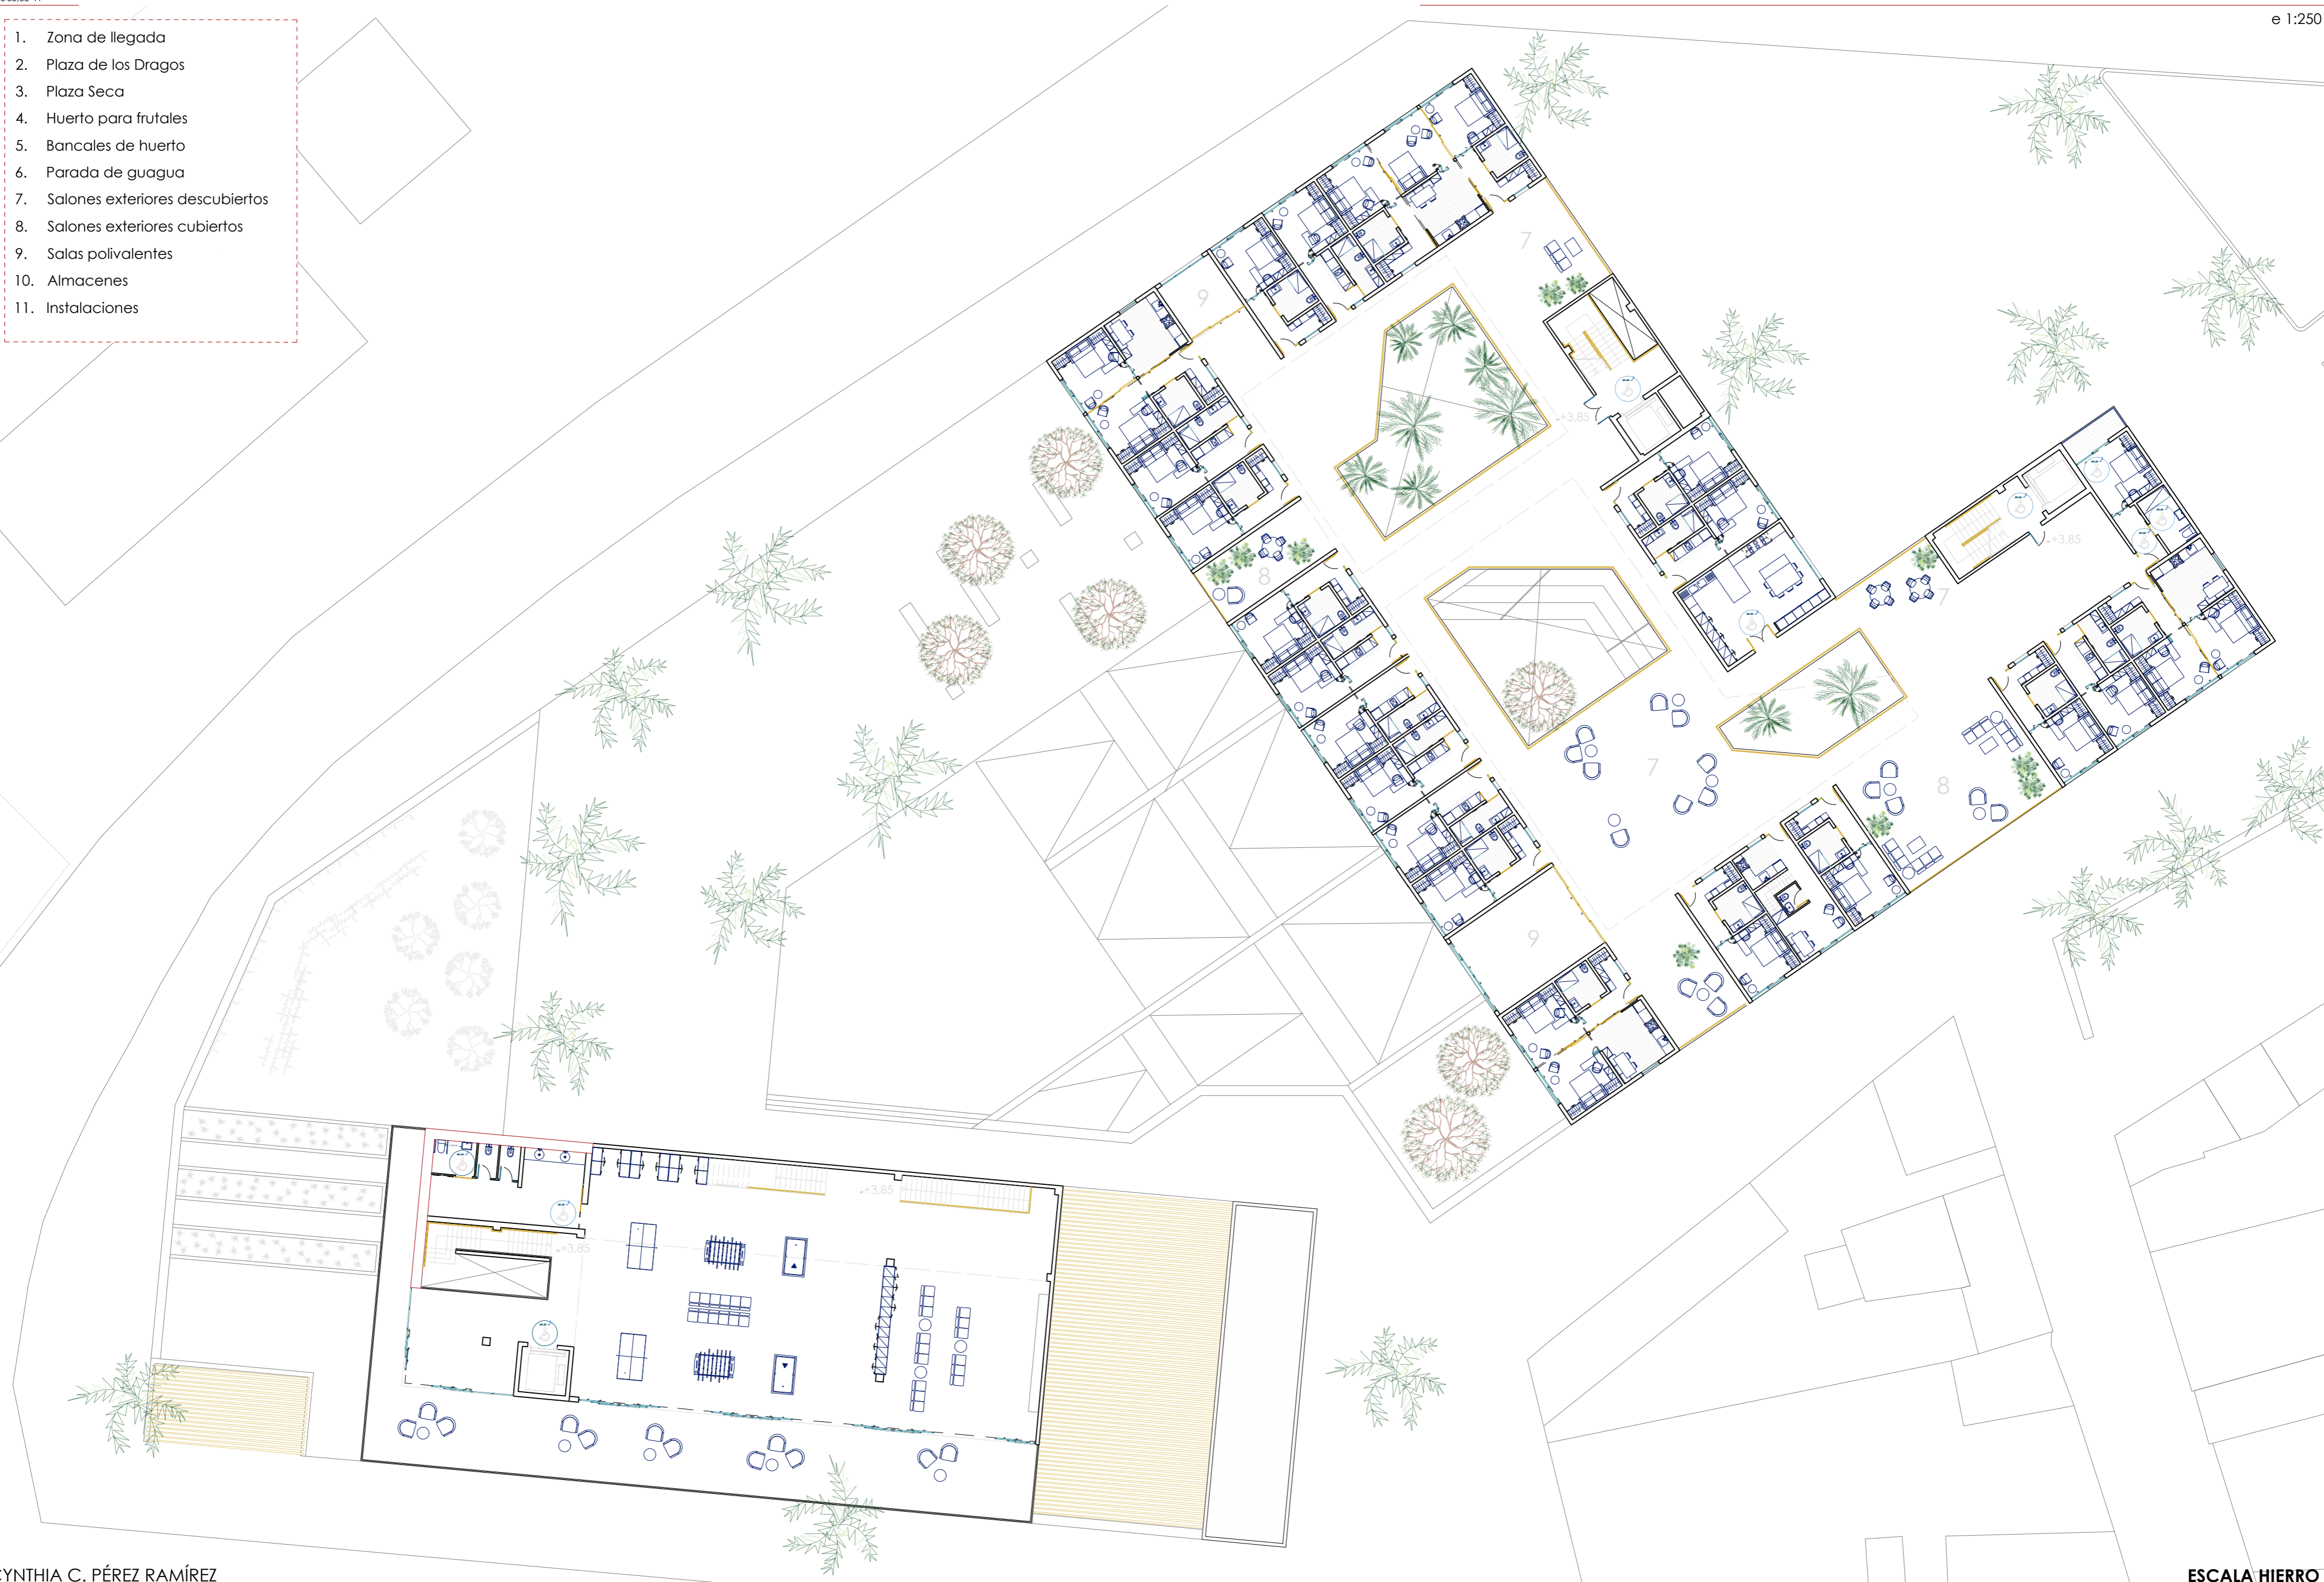 e 1:250
1. Zona de llegada
2. Plaza de los Dragos
3. Plaza Seca
4. Huerto para frutales
5. Bancales de huerto
6. Parada de guagua
7. Salones exteriores descubiertos
8. Salones exteriores cubiertos
9. Salas polivalentes
10. Almacenes
11. Instalaciones
7
9
+3,85
+3,85
8
7
7
8
9
+3,85
+3,85
CYNTHIA C. PÉREZ RAMÍREZ
ESCALA HIERRO